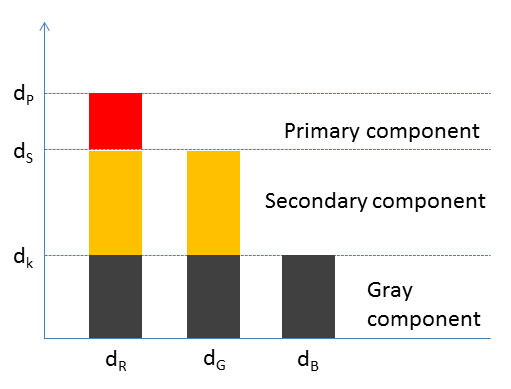 dP
Primary component
dS
Secondary component
dk
Gray
component
dR
dG
dB